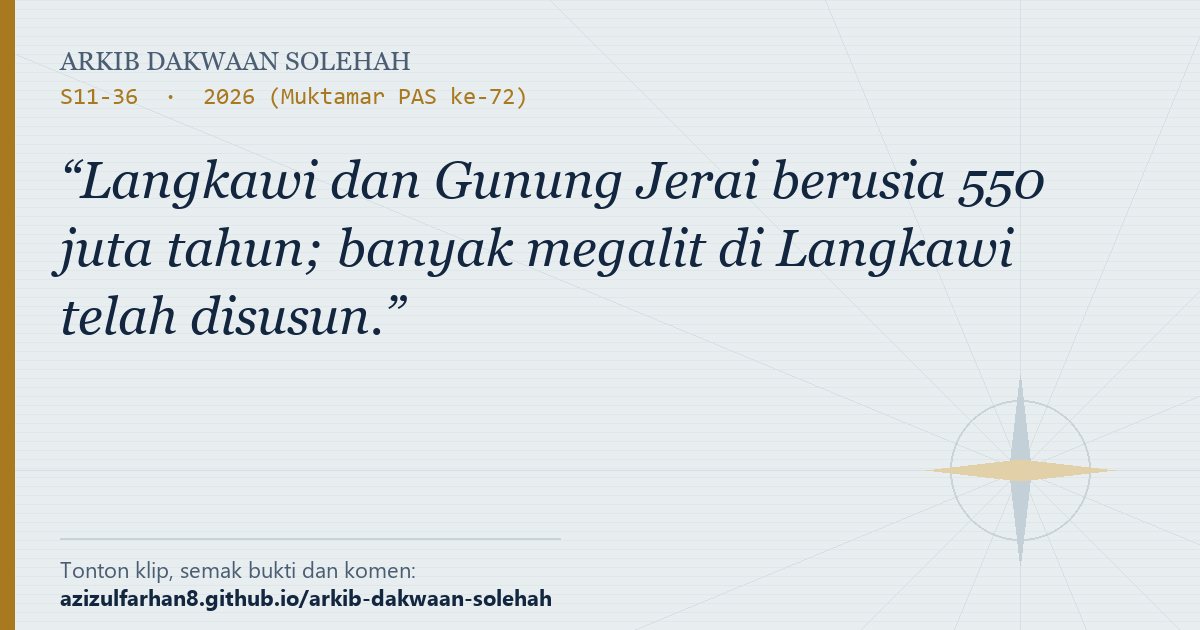 ARKIB DAKWAAN SOLEHAH
S11-36 · 2026 (Muktamar PAS ke-72)
“Langkawi dan Gunung Jerai berusia 550
juta tahun; banyak megalit di Langkawi
telah disusun.”
Tonton klip, semak bukti dan komen:
azizulfarhan8.github.io/arkib-dakwaan-solehah